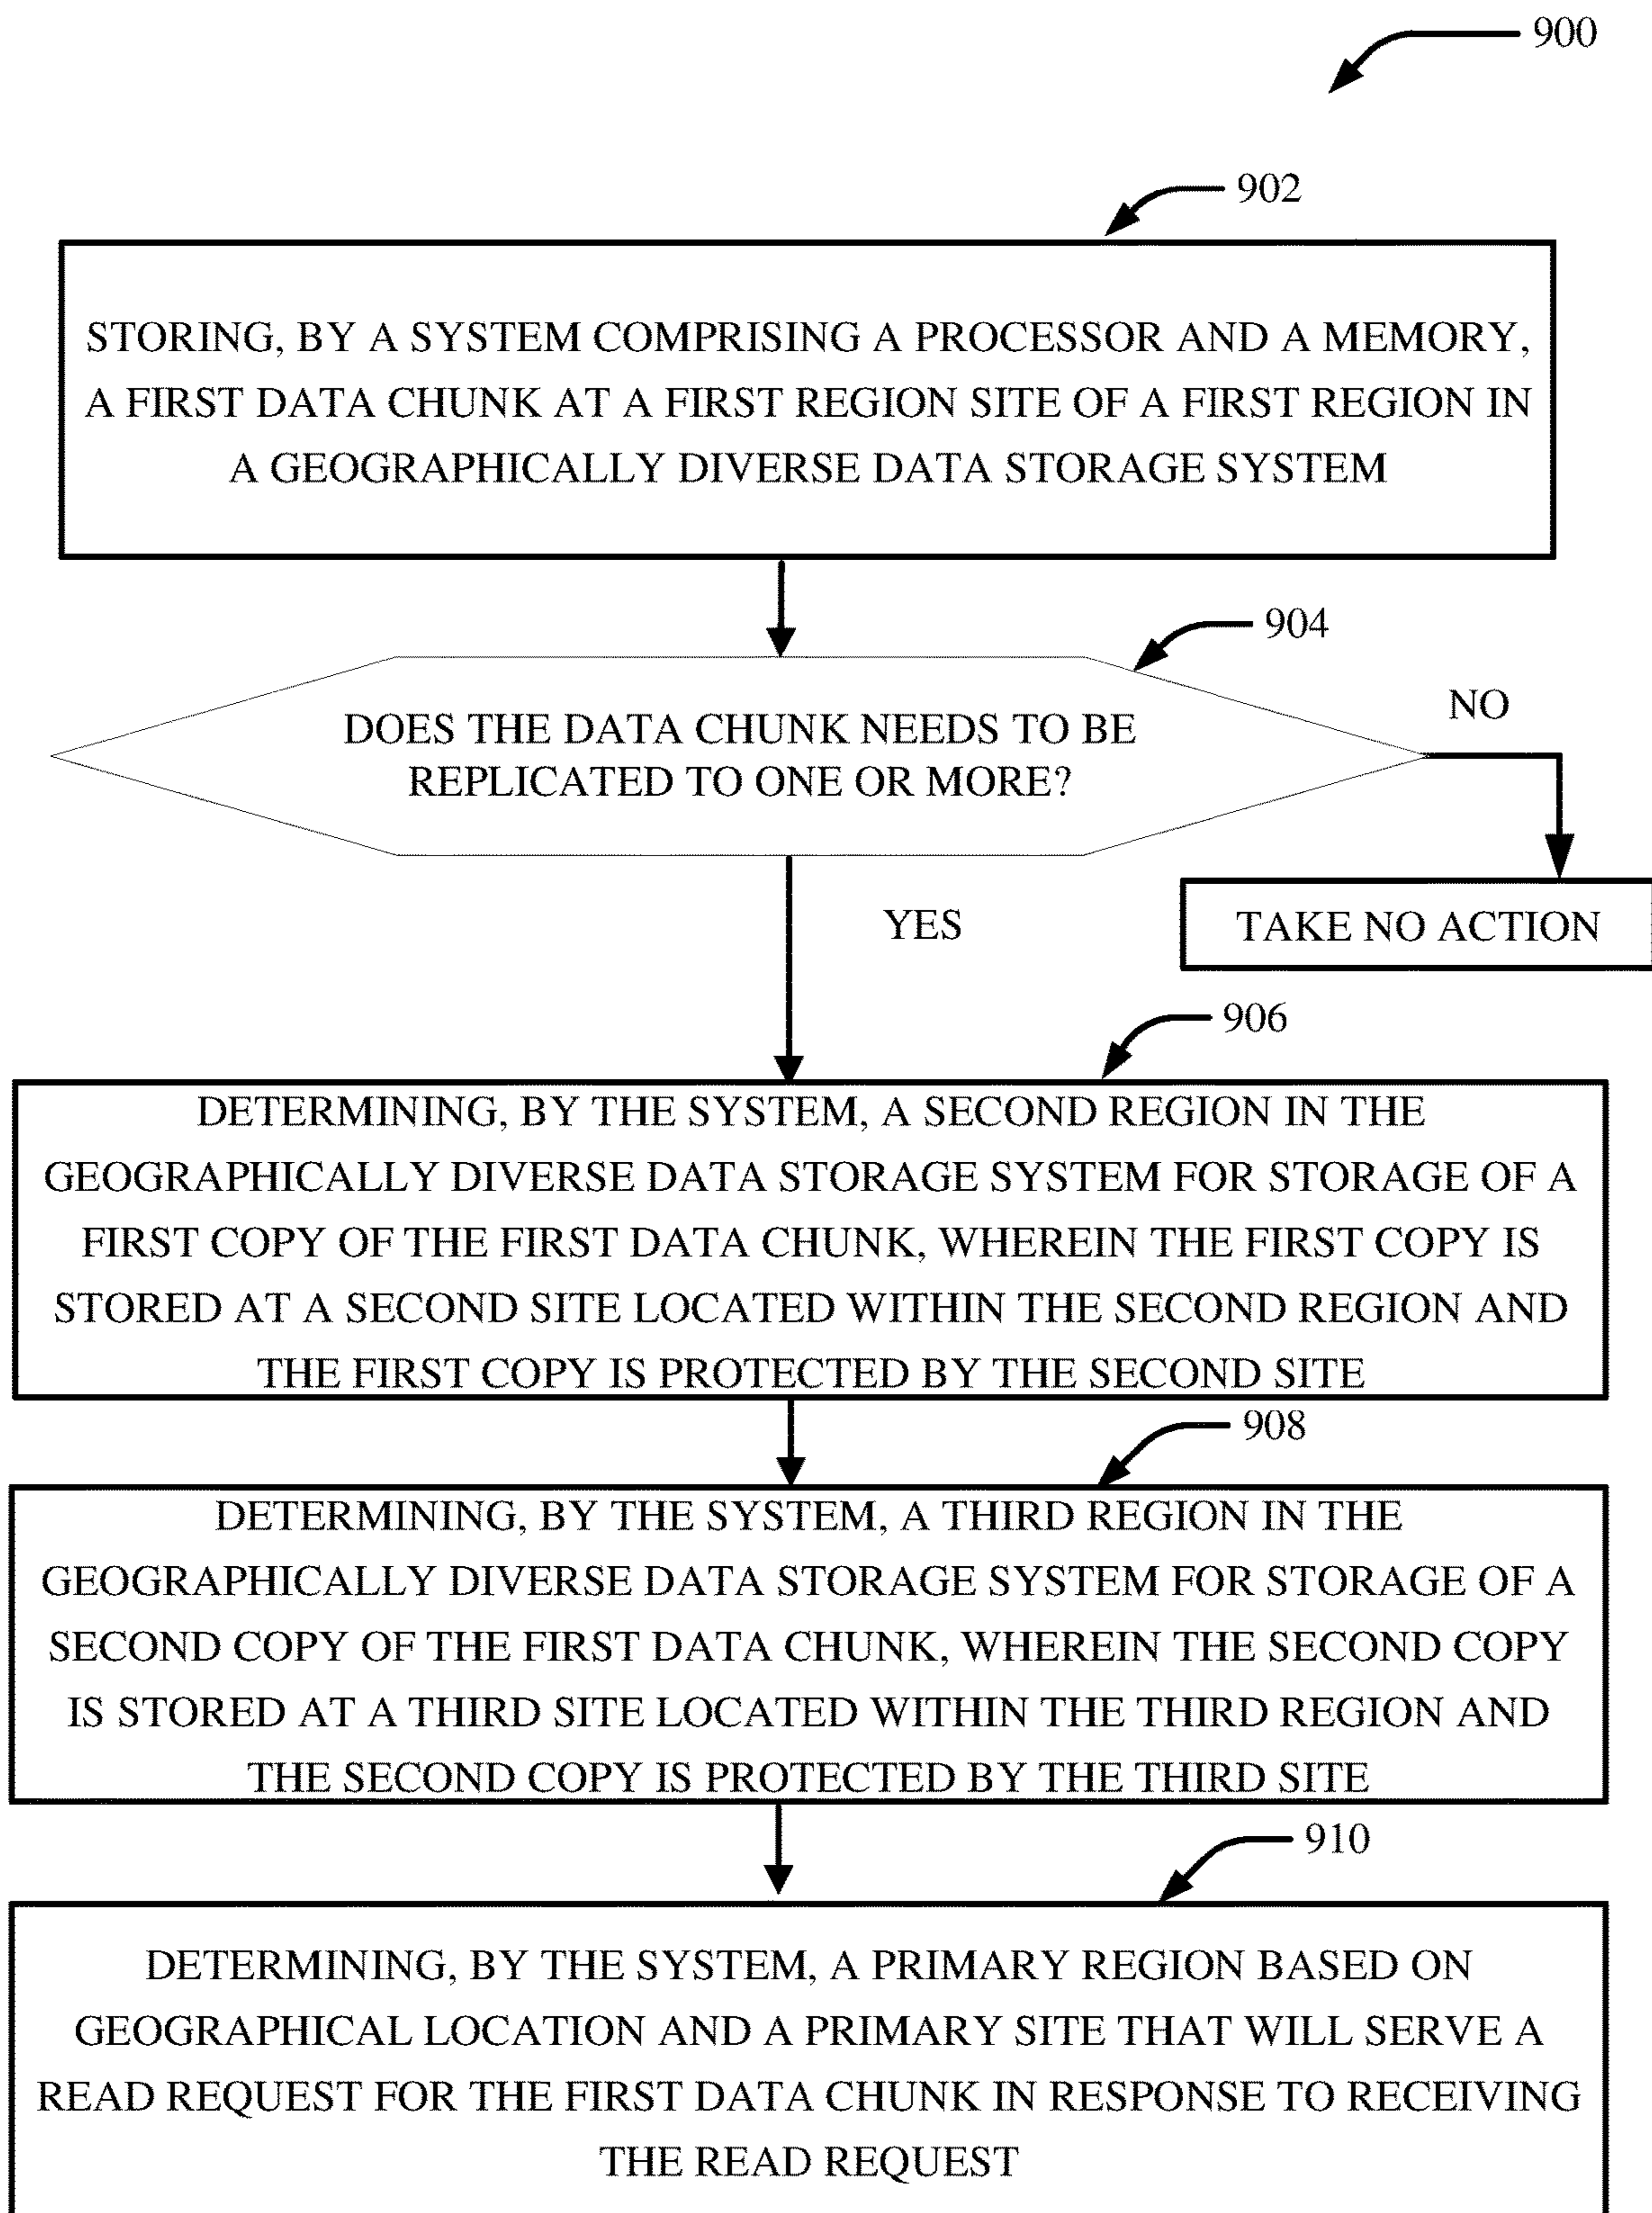 900
902
STORING, BY A SYSTEM COMPRISING A PROCESSOR AND A MEMORY,
A FIRST DATA CHUNK AT A FIRST REGION SITE OF A FIRST REGION IN
A GEOGRAPHICALLY DIVERSE DATA STORAGE SYSTEM
904
DOES THE DATA CHUNK NEEDS TO BE
REPLICATED TO ONE OR MORE?
NO
TAKE NO ACTION
YES
906
DETERMINING, BY THE SYSTEM, A SECOND REGION IN THE
GEOGRAPHICALLY DIVERSE DATA STORAGE SYSTEM FOR STORAGE OF A
FIRST COPY OF THE FIRST DATA CHUNK, WHEREIN THE FIRST COPY IS
STORED AT A SECOND SITE LOCATED WITHIN THE SECOND REGION AND
THE FIRST COPY IS PROTECTED BY THE SECOND SITE
908
DETERMINING, BY THE SYSTEM, A THIRD REGION IN THE
GEOGRAPHICALLY DIVERSE DATA STORAGE SYSTEM FOR STORAGE OF A
SECOND COPY OF THE FIRST DATA CHUNK, WHEREIN THE SECOND COPY
IS STORED AT A THIRD SITE LOCATED WITHIN THE THIRD REGION AND
THE SECOND COPY IS PROTECTED BY THE THIRD SITE
910
DETERMINING, BY THE SYSTEM, A PRIMARY REGION BASED ON
GEOGRAPHICAL LOCATION AND A PRIMARY SITE THAT WILL SERVE A
READ REQUEST FOR THE FIRST DATA CHUNK IN RESPONSE TO RECEIVING
THE READ REQUEST